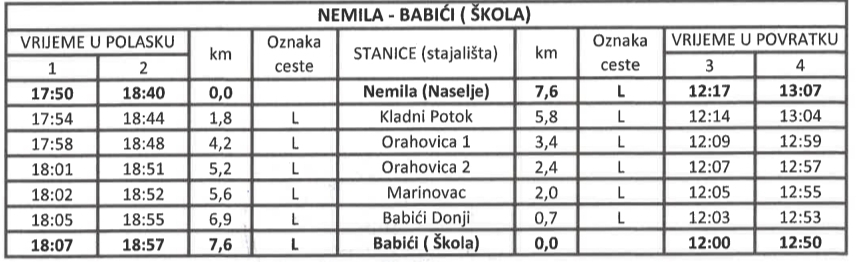 NEMILA - BABIĆI ( ŠKOLA)
VRIJEME U POLASKU km Oznaka ceste STANICE (stajališta) km Oznaka ceste VRIJEME U POVRATKU
1 2 3 4
17:50 18:40 0,0 Nemila (Naselje) 7,6 L 12:17 13:07
17:54 18:44 1,8 L Kladni Potok 5,8 L 12:14 13:04
17:58 18:48 4,2 L Orahovica 1 3,4 L 12:09 12:59
18:01 18:51 5,2 L Orahovica 2 2,4 L 12:07 12:57
18:02 18:52 5,6 L Marinovac 2,0 L 12:05 12:55
18:05 18:55 6,9 L Babići Donji 0,7 L 12:03 12:53
18:07 18:57 7,6 L Babići ( Škola) 0,0 12:00 12:50